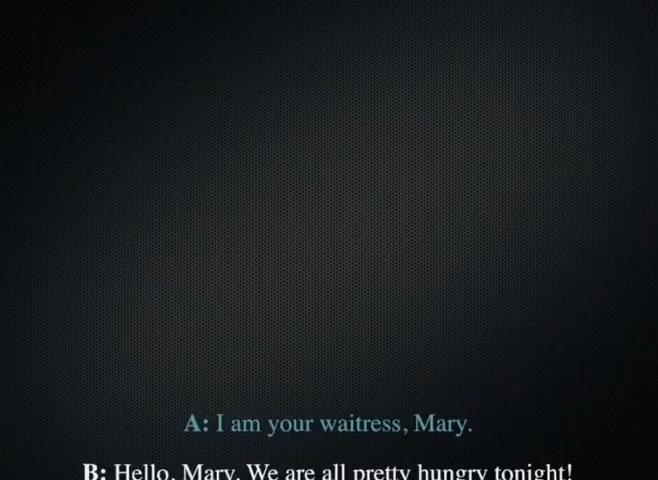 A: I am your waitress, Mary.
B: Hello, Mary. We are all pretty hungry tonight!